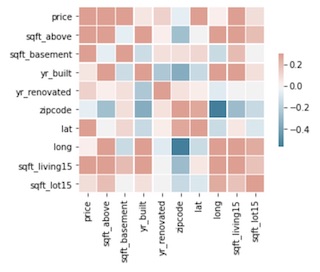 price
sqft_above
sqft_basement
yr_built
yr_renovated
zipcode
lat
long
sqft_living15
sqft_lot15
0.2
0.0
−0.2
−0.4
price
sqft_above
sqft_basement
yr_built
yr_renovated
zipcode
lat
long
sqft_living15
sqft_lot15